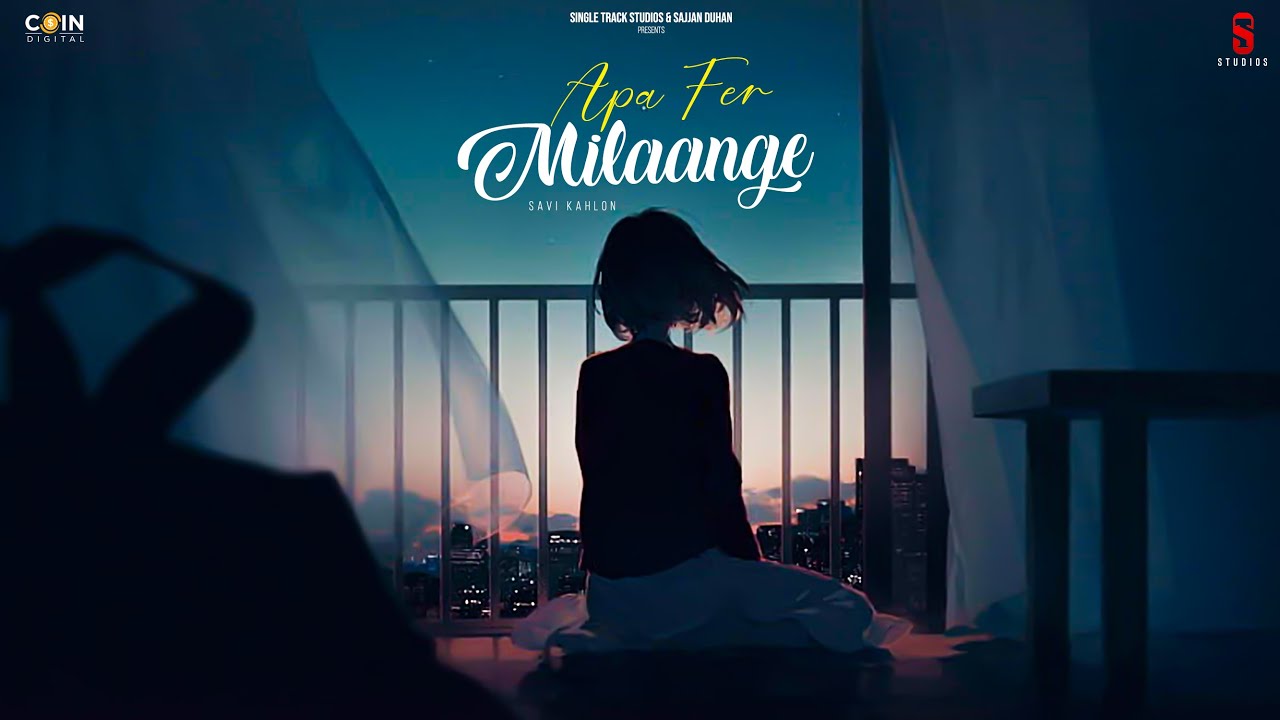 COIN
DIGITAL
SINGLE TRACK STUDIOS & SAJJAN DUHAN
PRESENTS
S
STUDIOS
Apa Fer
Milaange
SAVI KAHLON